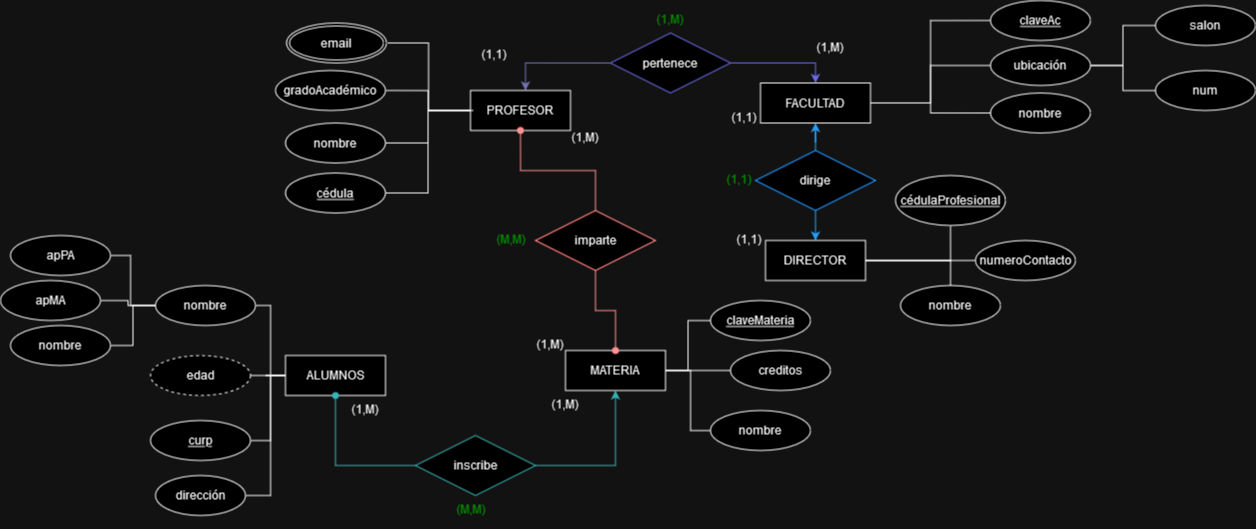 (1,M)
claveAc
salon
email
(1,1)
(1,M)
pertenece
ubicación
gradoAcadémico
num
PROFESOR
FACULTAD
nombre
(1,1)
(1,M)
nombre
(1,1)
dirige
cédula
cédulaProfesional
(M,M)
imparte
(1,1)
apPA
DIRECTOR
numeroContacto
apMA
nombre
nombre
claveMateria
nombre
(1,M)
edad
ALUMNOS
MATERIA
creditos
(1,M)
(1,M)
nombre
curp
inscribe
dirección
(M,M)